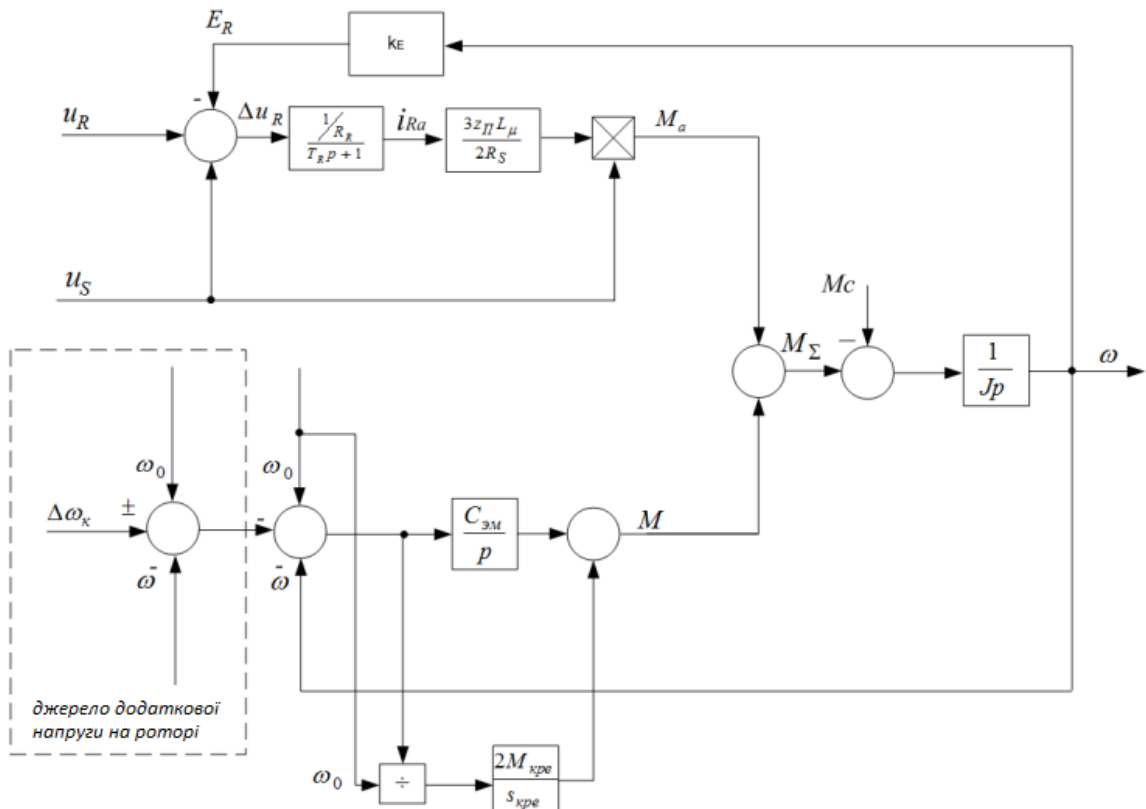 E_R
k_E
-
u_R
Δu_R
1/R_R
T_R p + 1
i_Ra
3z_П L_μ
2R_S
M_a
u_S
Mc
−
M_Σ
1
Jp
ω
ω_0
ω_0
Δω_к
±
-
C_эм
p
M
ω
-
ω
-
джерело додаткової
напруги на роторі
ω_0
÷
2M_кре
s_кре